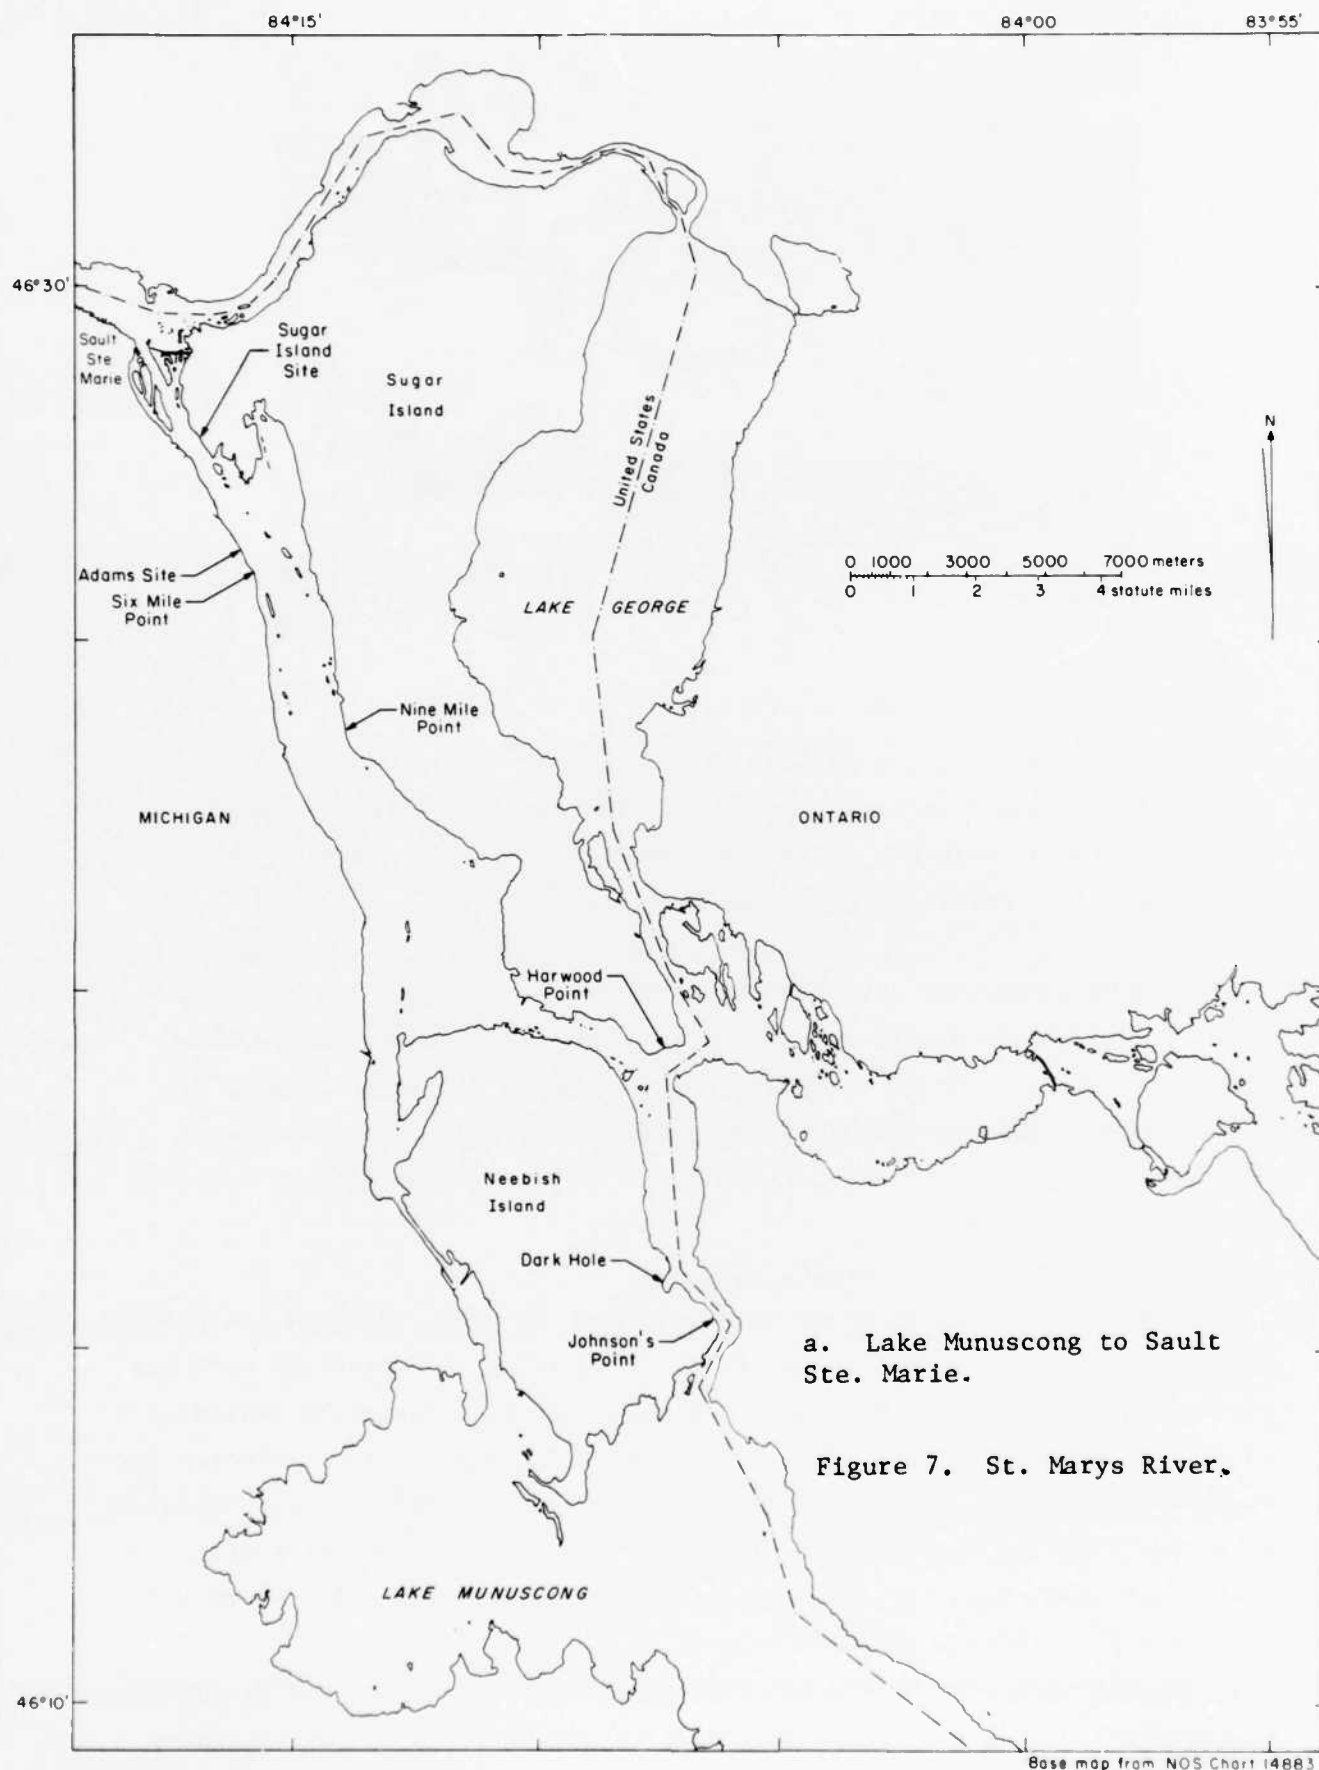 84°15'
84°00
83°55'
46°30'
Sault
Ste
Marie
Sugar
Island
Site
Sugar
Island
United States
Canada
N
Adams Site
Six Mile
Point
0 1000 3000 5000 7000 meters
0 1 2 3 4 statute miles
LAKE GEORGE
Nine Mile
Point
MICHIGAN
ONTARIO
Harwood
Point
Neebish
Island
Dark Hole
Johnson's
Point
a. Lake Munuscong to Sault
Ste. Marie.
Figure 7. St. Marys River.
LAKE MUNUSCONG
46°10'
Base map from NOS Chart 14883